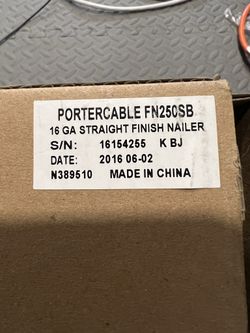 PORTERCABLE FN250SB
16 GA STRAIGHT FINISH NAILER
S/N: 16154255 K BJ
DATE: 2016 06-02
N389510 MADE IN CHINA